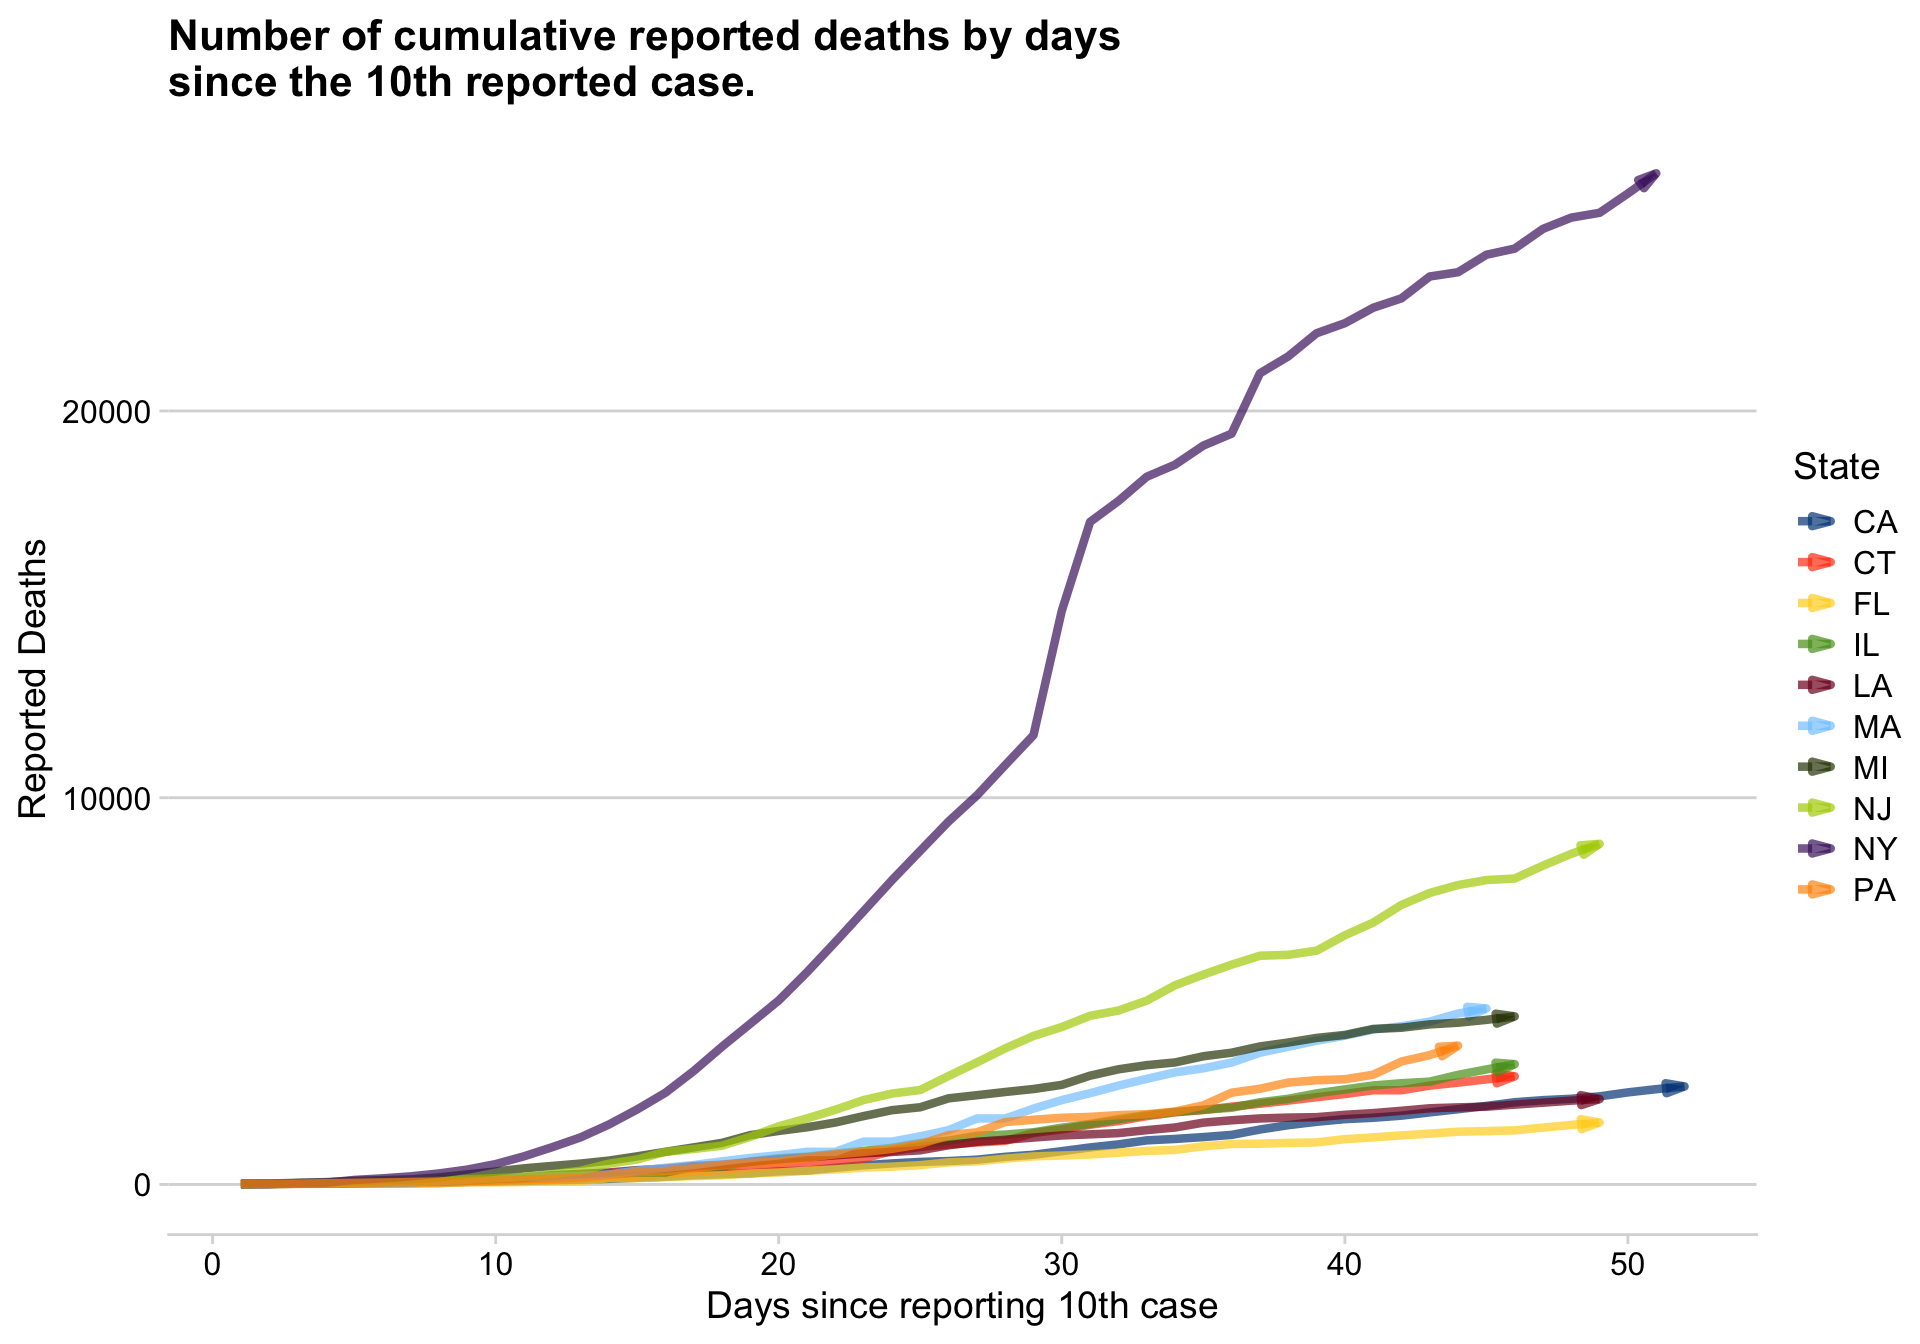 Number of cumulative reported deaths by days
since the 10th reported case.
Reported Deaths
20000
10000
0
0 10 20 30 40 50
Days since reporting 10th case
State
CA
CT
FL
IL
LA
MA
MI
NJ
NY
PA